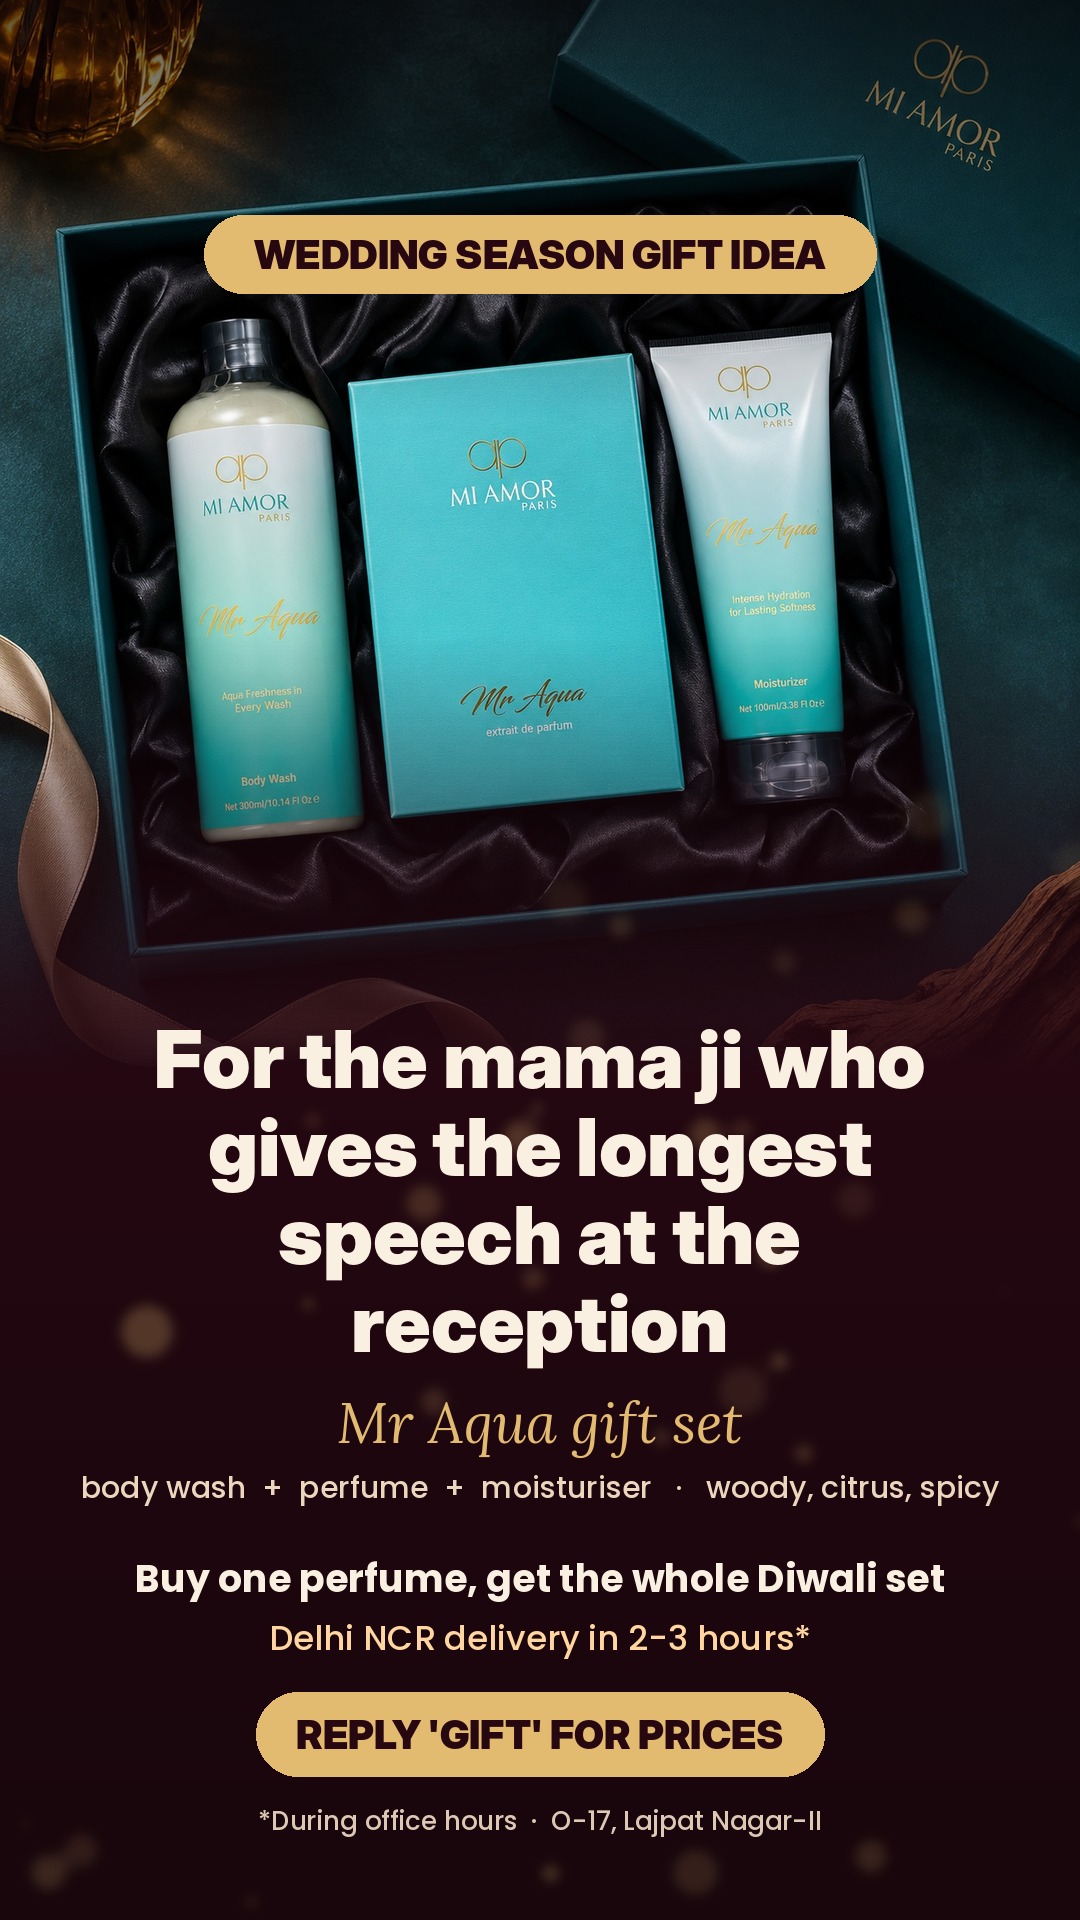 MI AMOR
PARIS
WEDDING SEASON GIFT IDEA
MI AMOR
PARIS
Mr Aqua
Aqua Freshness in
Every Wash
Body Wash
Net 300ml/10.14 Fl Oz e
MI AMOR
PARIS
Mr Aqua
extrait de parfum
MI AMOR
PARIS
Mr Aqua
Intense Hydration
for Lasting Softness
Moisturizer
Net 100ml/3.38 Fl Oz e
For the mama ji who
gives the longest
speech at the
reception
Mr Aqua gift set
body wash + perfume + moisturiser · woody, citrus, spicy
Buy one perfume, get the whole Diwali set
Delhi NCR delivery in 2-3 hours*
REPLY 'GIFT' FOR PRICES
*During office hours · O-17, Lajpat Nagar-II